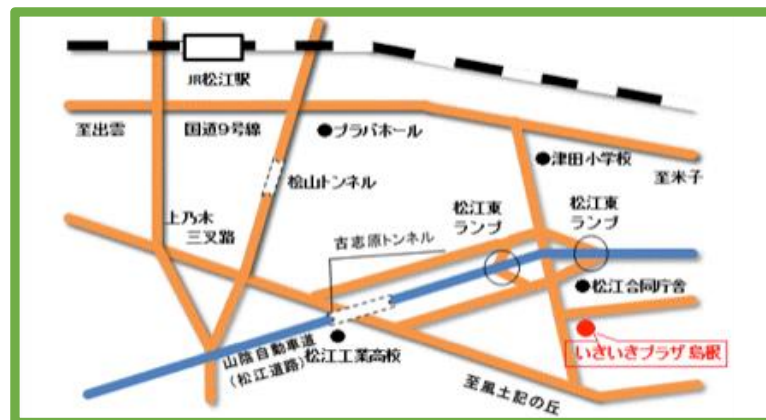 JR松江駅
至出雲
国道9号線
プラバホール
津田小学校
至米子
桧山トンネル
松江東
ランプ
松江東
ランプ
上乃木
三叉路
古志原トンネル
松江合同庁舎
山陰自動車道
(松江道路)
松江工業高校
いきいきプラザ島根
至風土記の丘